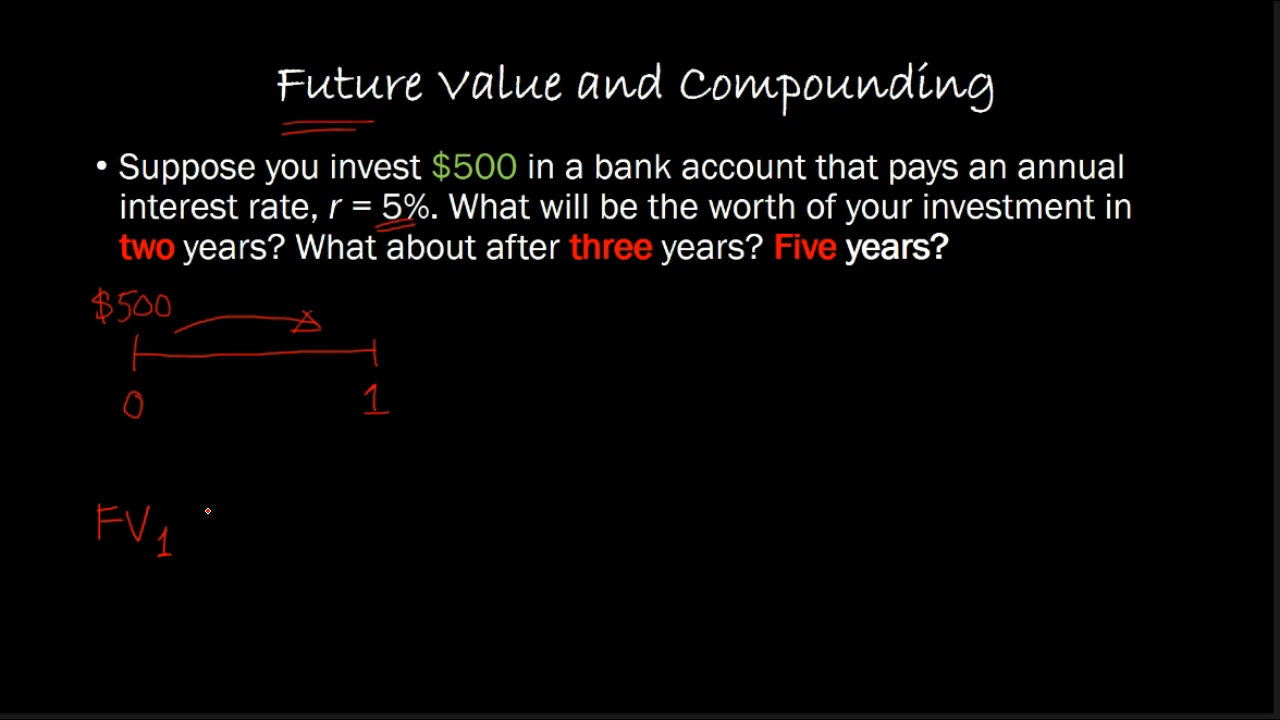 Future Value and Compounding
• Suppose you invest $500 in a bank account that pays an annual
interest rate, r = 5%. What will be the worth of your investment in
two years? What about after three years? Five years?
$500
0 1
FV1